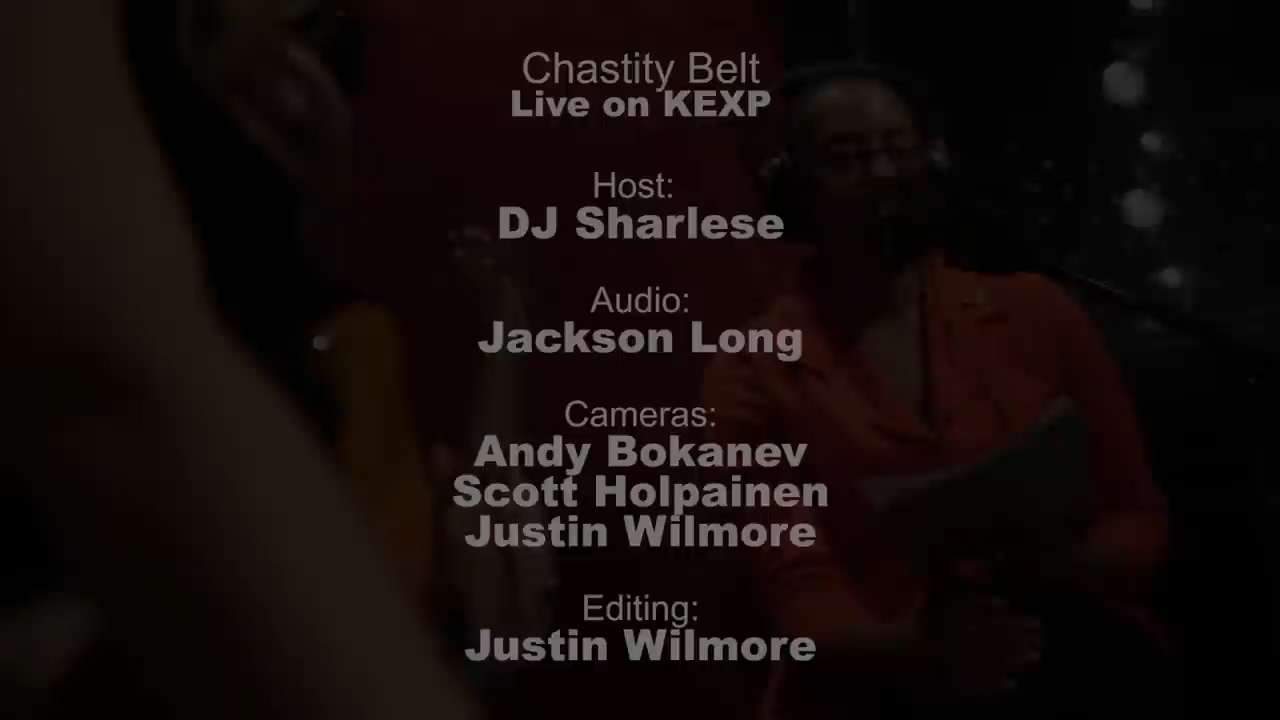 Chastity Belt
Live on KEXP
Host:
DJ Sharlese
Audio:
Jackson Long
Cameras:
Andy Bokanev
Scott Holpainen
Justin Wilmore
Editing:
Justin Wilmore